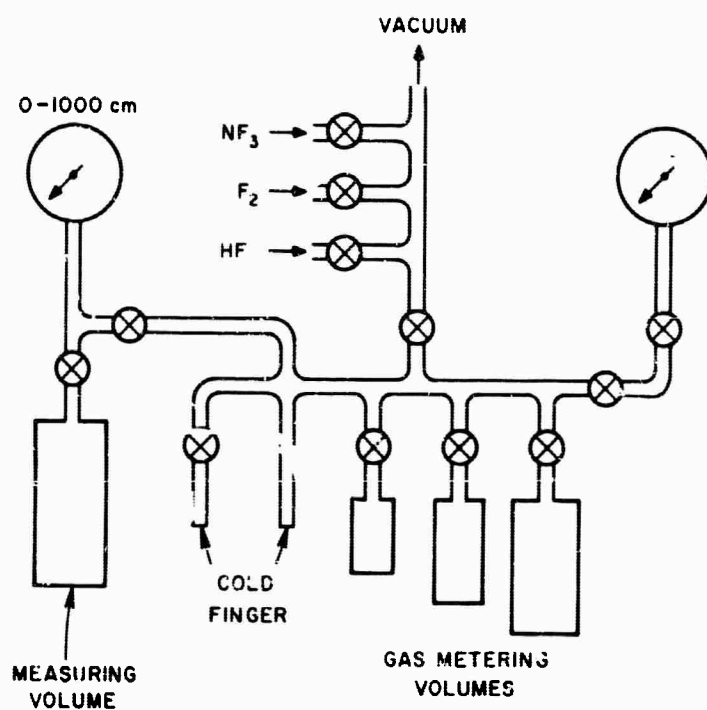 VACUUM
0-1000 cm
NF₃
F₂
HF
COLD
FINGER
GAS METERING
VOLUMES
MEASURING
VOLUME